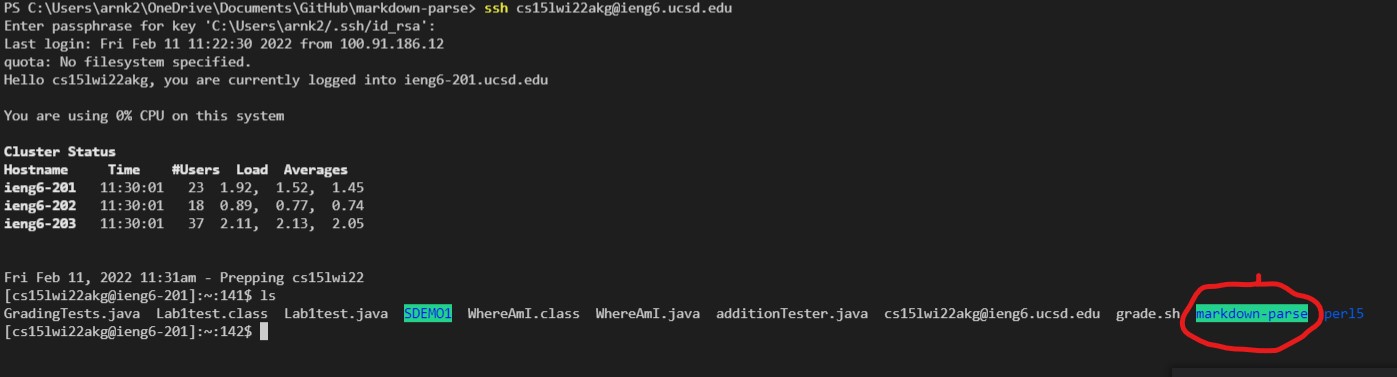 PS C:\Users\arnk2\OneDrive\Documents\GitHub\markdown-parse> ssh cs15lwi22akg@ieng6.ucsd.edu
Enter passphrase for key 'C:\Users\arnk2/.ssh/id_rsa':
Last login: Fri Feb 11 11:22:30 2022 from 100.91.186.12
quota: No filesystem specified.
Hello cs15lwi22akg, you are currently logged into ieng6-201.ucsd.edu
You are using 0% CPU on this system
Cluster Status
Hostname     Time    #Users  Load  Averages
ieng6-201   11:30:01   23  1.92,  1.52,  1.45
ieng6-202   11:30:01   18  0.89,  0.77,  0.74
ieng6-203   11:30:01   37  2.11,  2.13,  2.05
Fri Feb 11, 2022 11:31am - Prepping cs15lwi22
[cs15lwi22akg@ieng6-201]:~:141$ ls
GradingTests.java  Lab1test.class  Lab1test.java  SDEMO1  WhereAmI.class  WhereAmI.java  additionTester.java  cs15lwi22akg@ieng6.ucsd.edu  grade.sh  markdown-parse  perl5
[cs15lwi22akg@ieng6-201]:~:142$